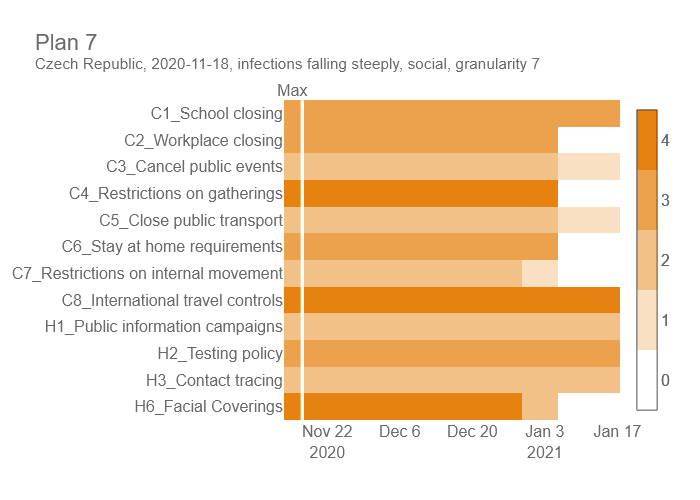 Plan 7
Czech Republic, 2020-11-18, infections falling steeply, social, granularity 7
Max
C1_School closing
C2_Workplace closing
C3_Cancel public events
C4_Restrictions on gatherings
C5_Close public transport
C6_Stay at home requirements
C7_Restrictions on internal movement
C8_International travel controls
H1_Public information campaigns
H2_Testing policy
H3_Contact tracing
H6_Facial Coverings
4
3
2
1
0
Nov 22 Dec 6 Dec 20 Jan 3 Jan 17
2020 2021